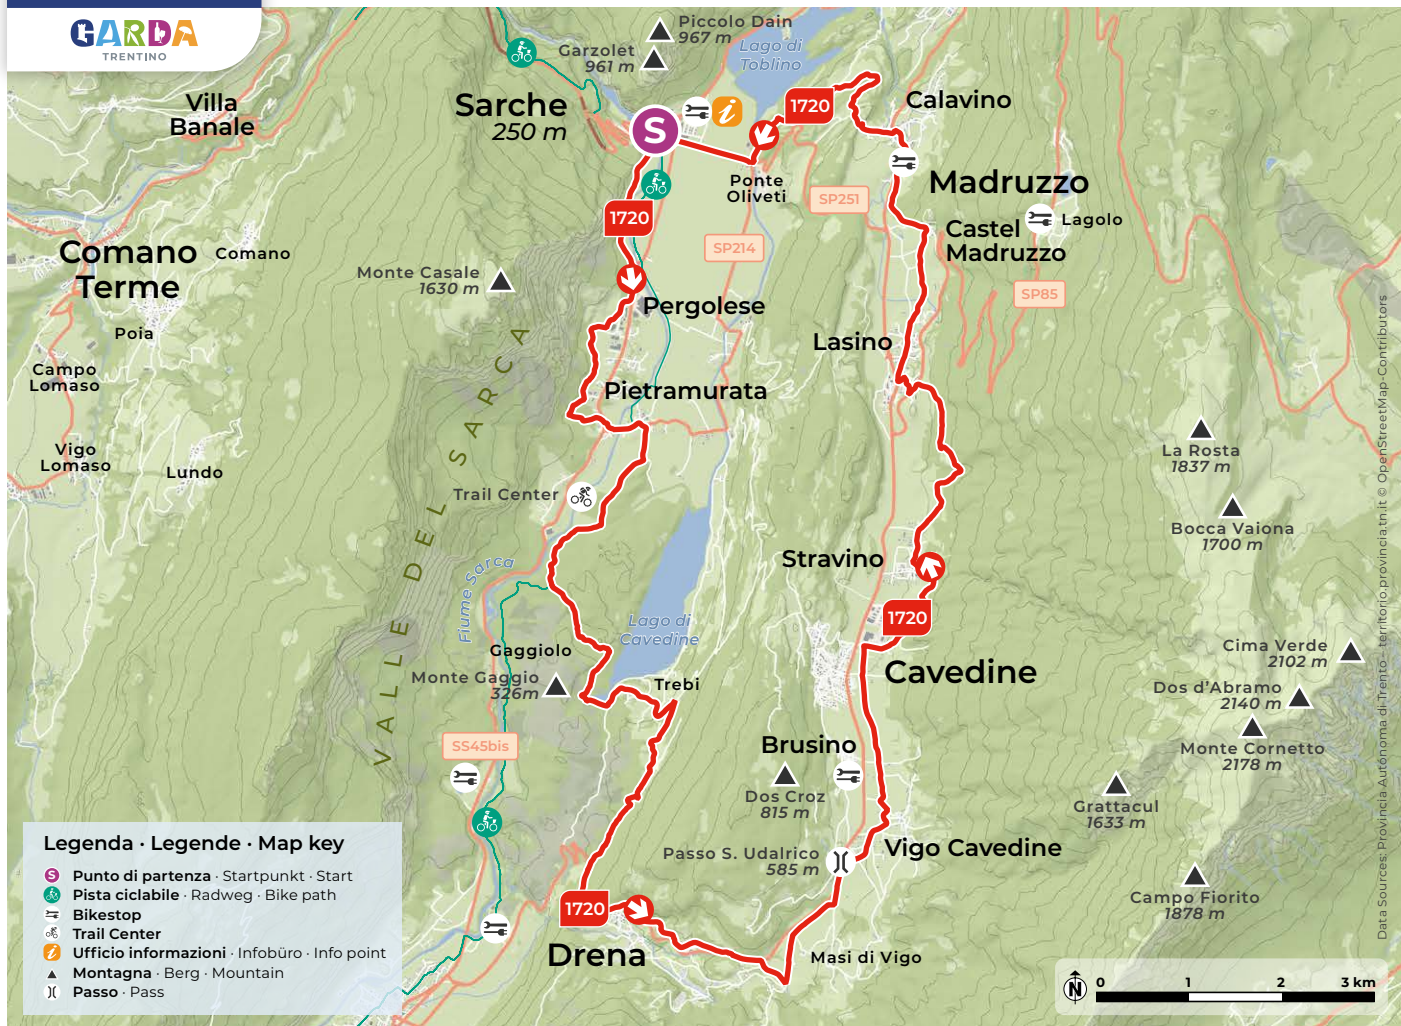 GARDA
TRENTINO
Piccolo Dain
967 m
Garzolet
961 m
Lago di
Toblino
Villa
Banale
Sarche
250 m
S
i
1720
Calavino
Ponte
Oliveti
Madruzzo
SP251
Castel
Madruzzo
Lagolo
1720
SP214
Comano
Terme
Comano
Monte Casale
1630 m
SP85
Pergolese
Poia
Lasino
Campo
Lomaso
Pietramurata
VALLE DEL SARCA
Vigo
Lomaso
Lundo
La Rosta
1837 m
Trail Center
Bocca Vaiona
1700 m
Stravino
Fiume Sarca
1720
Lago di
Cavedine
Gaggiolo
Cavedine
Cima Verde
2102 m
Monte Gaggio
326m
Trebi
Dos d'Abramo
2140 m
SS45bis
Brusino
Monte Cornetto
2178 m
Dos Croz
815 m
Grattacul
1633 m
Passo S. Udalrico
585 m
Vigo Cavedine
Campo Fiorito
1878 m
1720
Drena
Masi di Vigo
Legenda · Legende · Map key
S Punto di partenza · Startpunkt · Start
Pista ciclabile · Radweg · Bike path
Bikestop
Trail Center
i Ufficio informazioni · Infobüro · Info point
Montagna · Berg · Mountain
Passo · Pass
N
0 1 2 3 km
Data Sources: Provincia Autonoma di Trento - territorio.provincia.tn.it © OpenStreetMap-Contributors